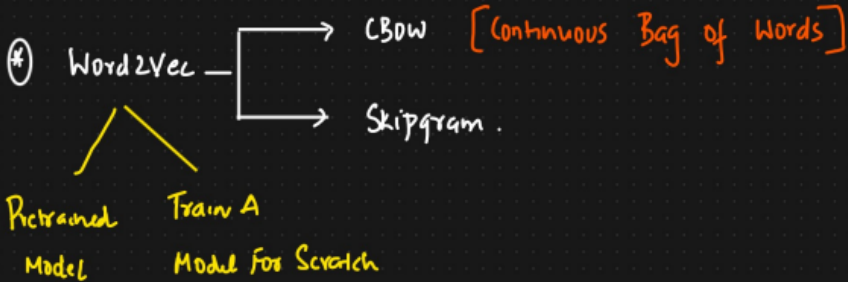 * Word2Vec
CBOW [Continuous Bag of Words]
Skipgram.
Pretrained
Model
Train A
Model For Scratch